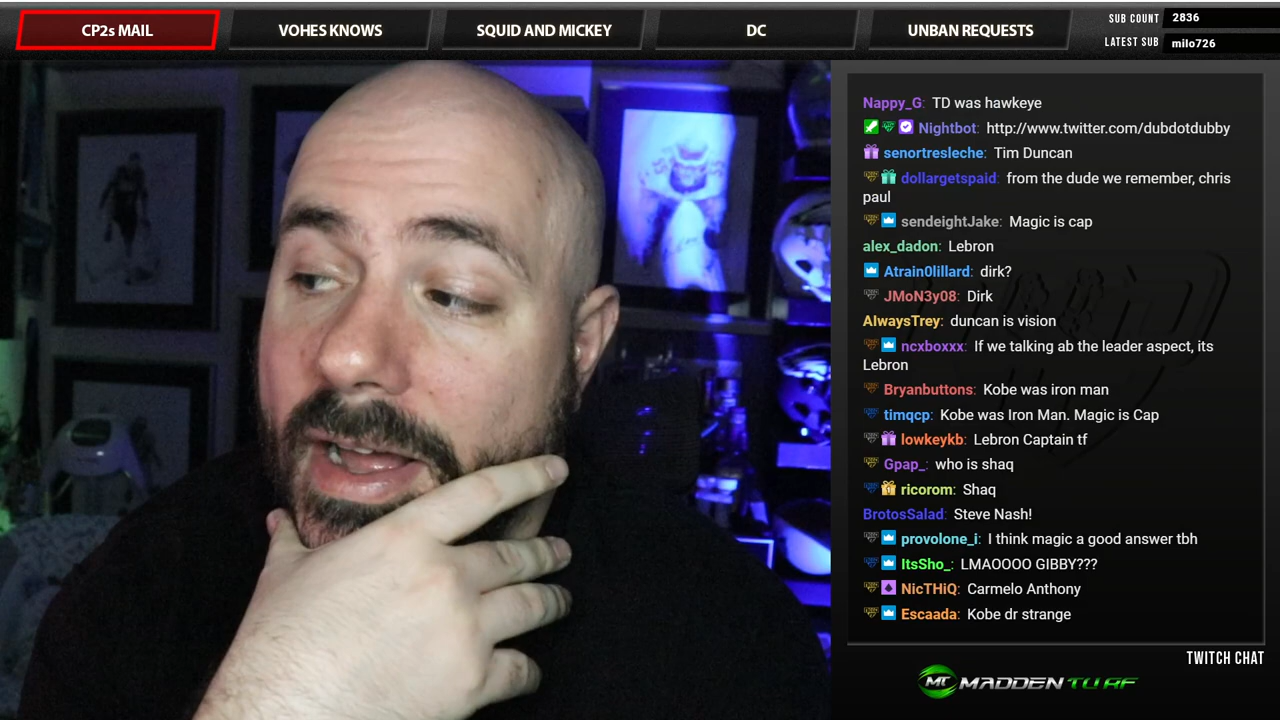 CP2s MAIL
VOHES KNOWS
SQUID AND MICKEY
DC
UNBAN REQUESTS
SUB COUNT 2836
LATEST SUB milo726
Nappy_G: TD was hawkeye
Nightbot: http://www.twitter.com/dubdotdubby
senortresleche: Tim Duncan
dollargetspaid: from the dude we remember, chris
paul
sendeightJake: Magic is cap
alex_dadon: Lebron
Atrain0lillard: dirk?
JMoN3y08: Dirk
AlwaysTrey: duncan is vision
ncxboxxx: If we talking ab the leader aspect, its
Lebron
Bryanbuttons: Kobe was iron man
timqcp: Kobe was Iron Man. Magic is Cap
lowkeykb: Lebron Captain tf
Gpap_: who is shaq
ricorom: Shaq
BrotosSalad: Steve Nash!
provolone_i: I think magic a good answer tbh
ItsSho_: LMAOOOO GIBBY???
NicTHiQ: Carmelo Anthony
Escaada: Kobe dr strange
TWITCH CHAT
MT MADDEN TURF